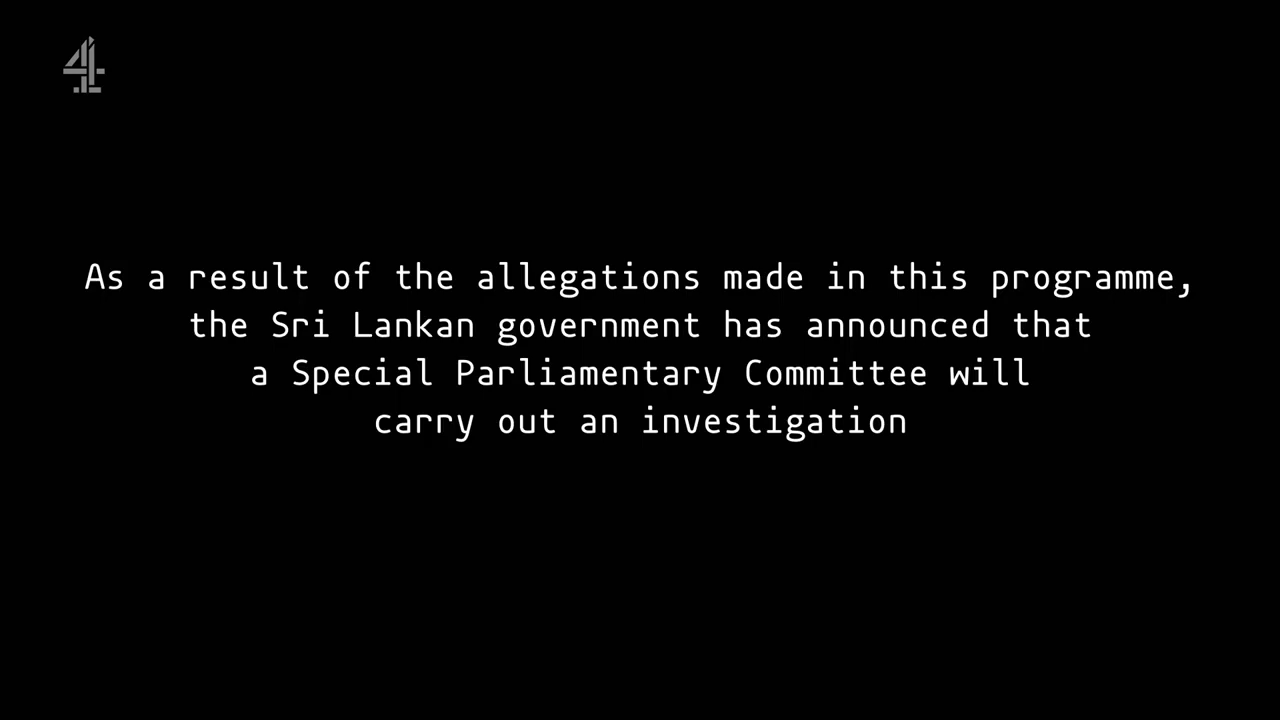 4
As a result of the allegations made in this programme,
the Sri Lankan government has announced that
a Special Parliamentary Committee will
carry out an investigation